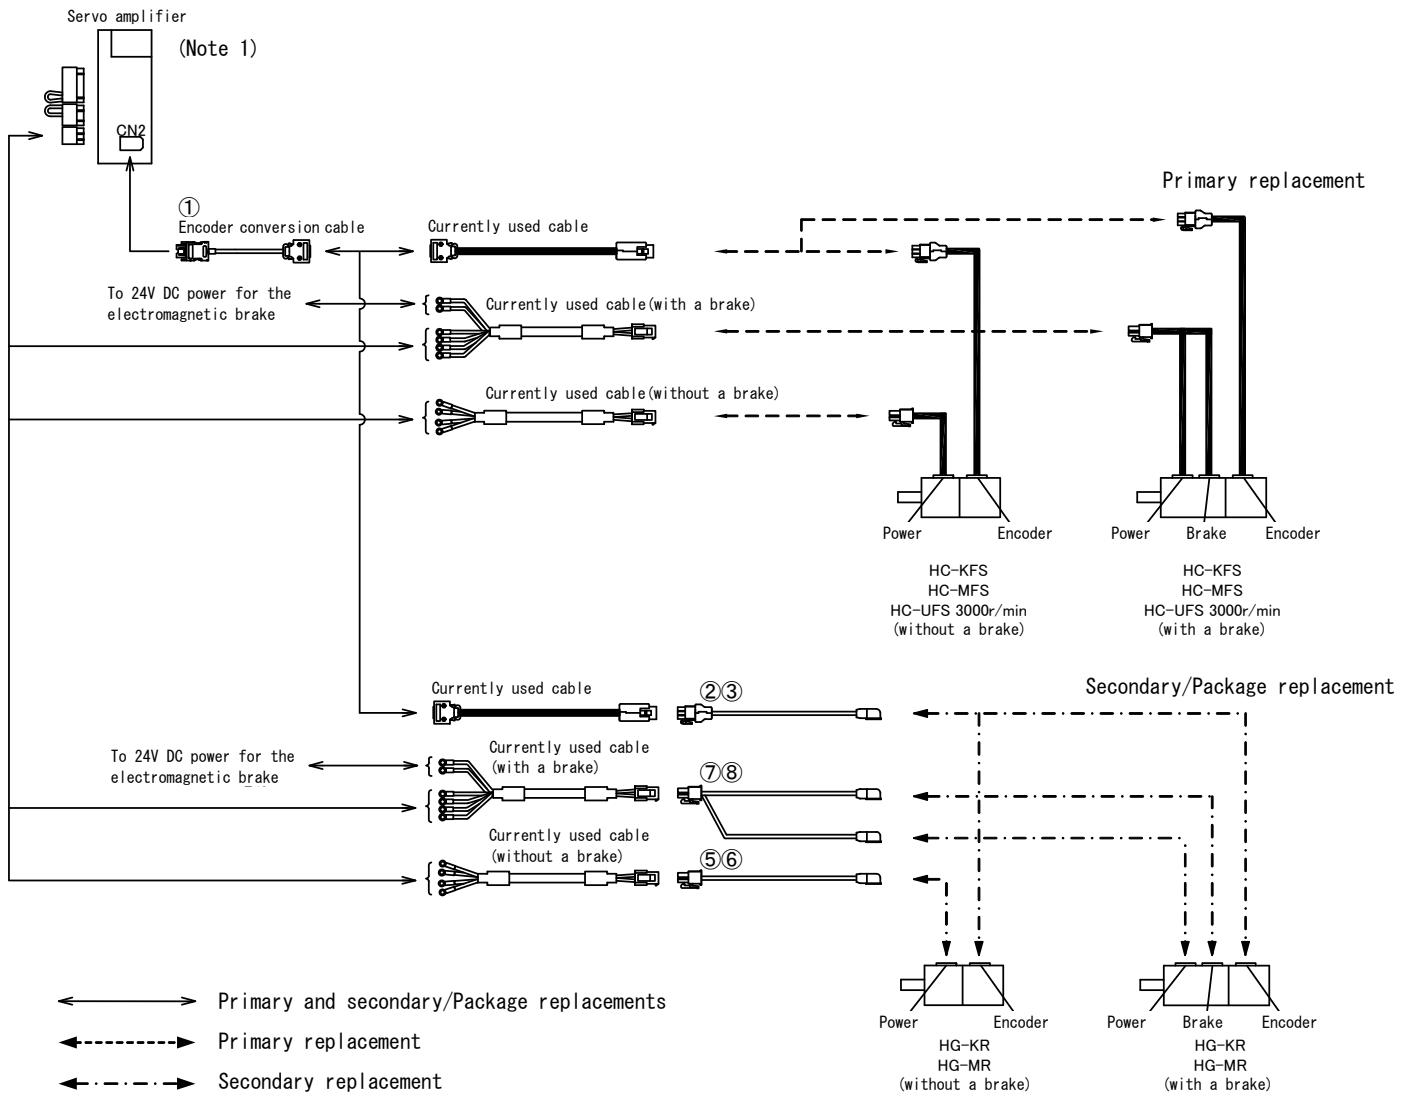 Servo amplifier
(Note 1)
CN2
Primary replacement
①
Encoder conversion cable
Currently used cable
To 24V DC power for the
electromagnetic brake
Currently used cable(with a brake)
Currently used cable(without a brake)
Power
Encoder
Power
Brake
Encoder
HC-KFS
HC-MFS
HC-UFS 3000r/min
(without a brake)
HC-KFS
HC-MFS
HC-UFS 3000r/min
(with a brake)
Currently used cable
②③
Secondary/Package replacement
To 24V DC power for the
electromagnetic brake
Currently used cable
(with a brake)
⑦⑧
Currently used cable
(without a brake)
⑤⑥
Power
Encoder
Power
Brake
Encoder
HG-KR
HG-MR
(without a brake)
HG-KR
HG-MR
(with a brake)
Primary and secondary/Package replacements
Primary replacement
Secondary replacement